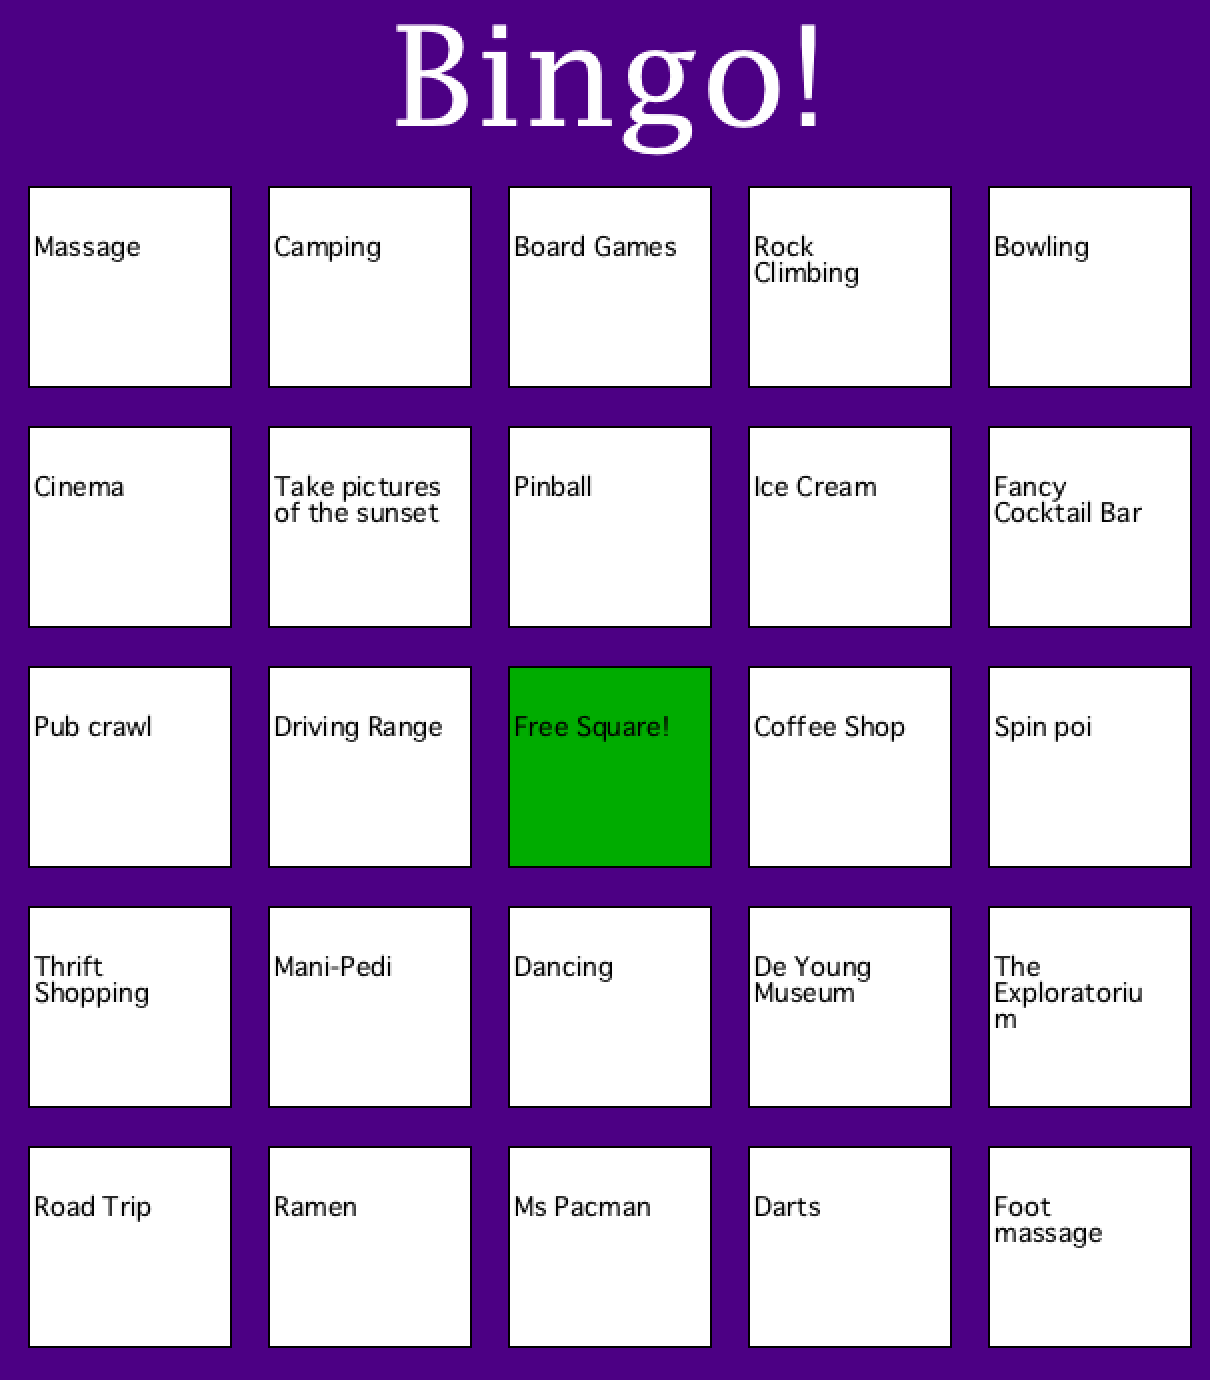 Bingo!
Massage
Camping
Board Games
Rock
Climbing
Bowling
Cinema
Take pictures
of the sunset
Pinball
Ice Cream
Fancy
Cocktail Bar
Pub crawl
Driving Range
Free Square!
Coffee Shop
Spin poi
Thrift
Shopping
Mani-Pedi
Dancing
De Young
Museum
The
Exploratoriu
m
Road Trip
Ramen
Ms Pacman
Darts
Foot
massage